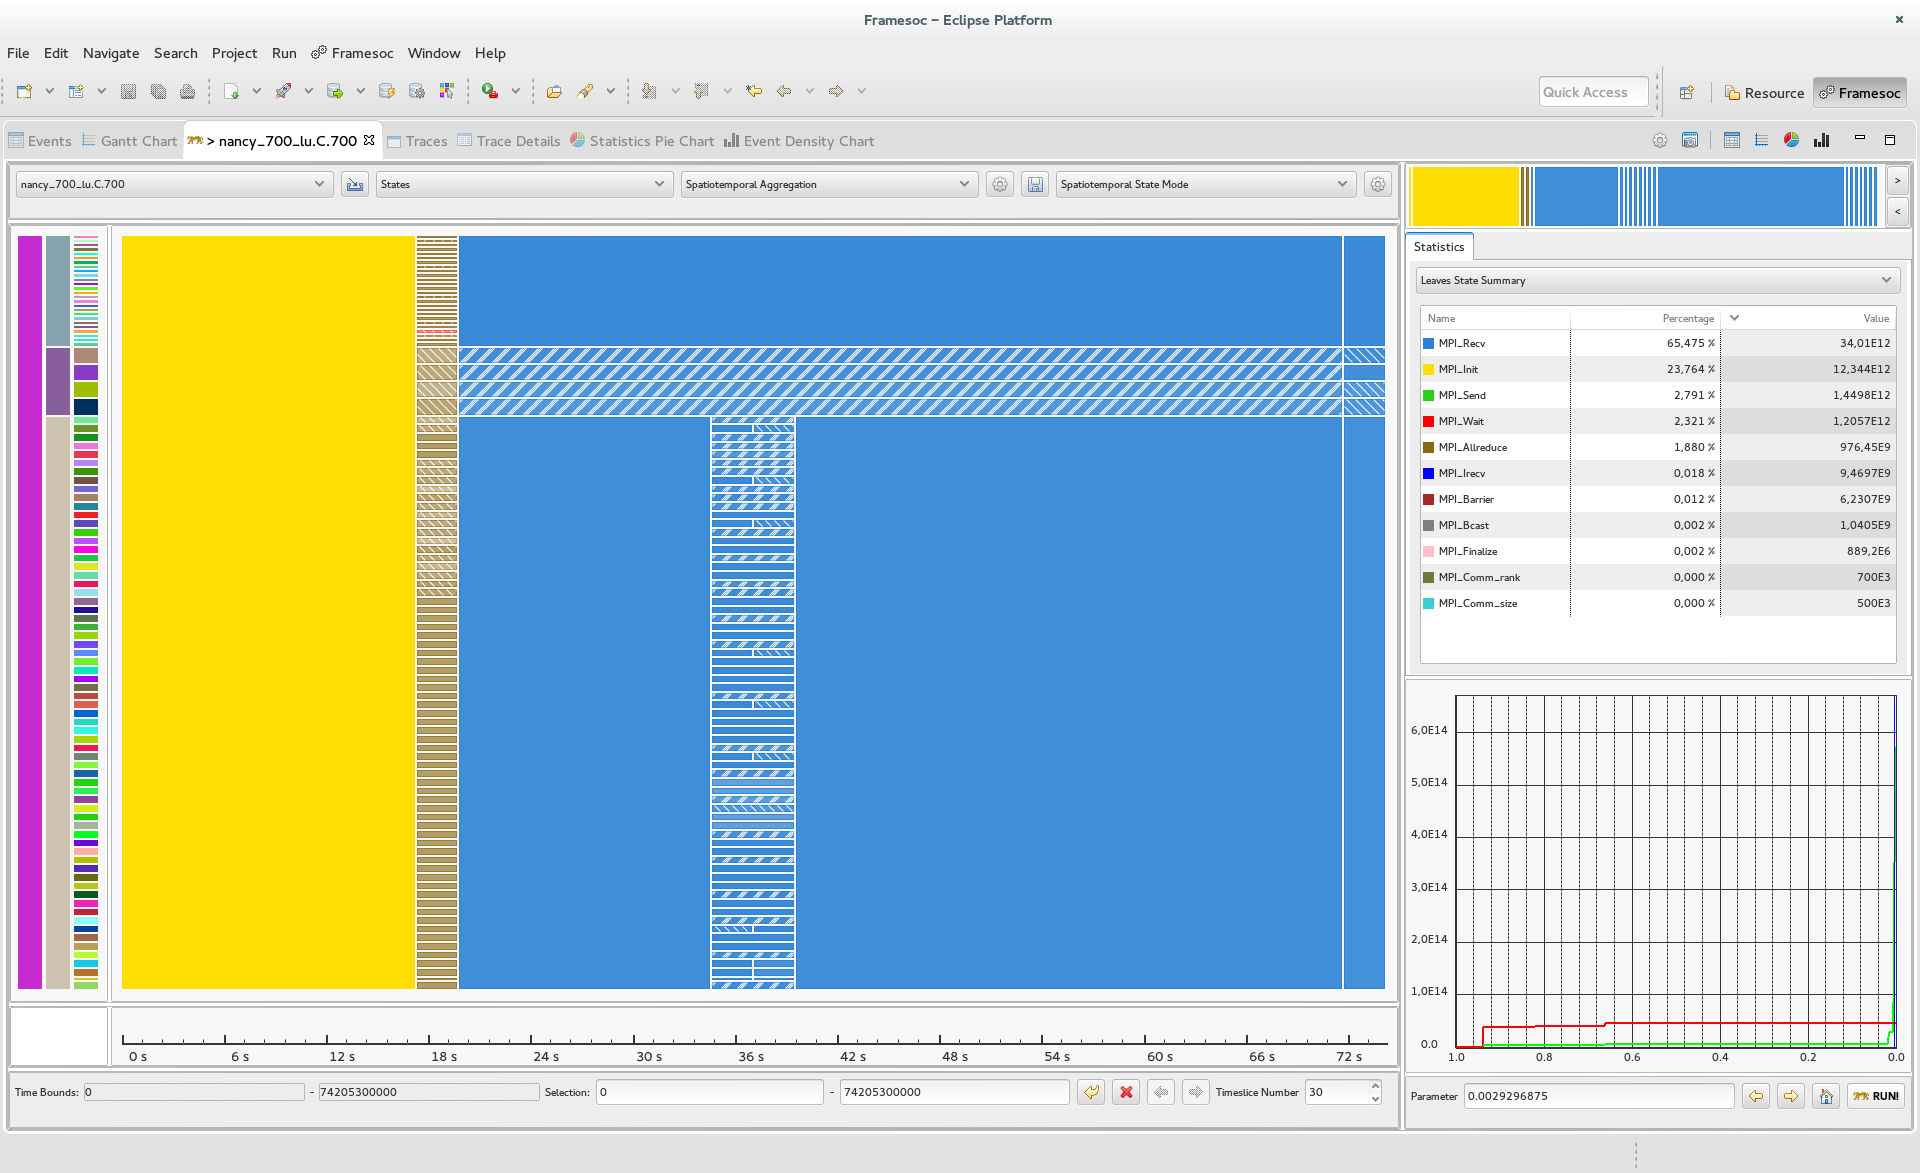 Framesoc – Eclipse Platform
File Edit Navigate Search Project Run Framesoc Window Help
Quick Access Resource Framesoc
Events Gantt Chart > nancy_700_lu.C.700 Traces Trace Details Statistics Pie Chart Event Density Chart
nancy_700_lu.C.700 States Spatiotemporal Aggregation Spatiotemporal State Mode
>
<
Statistics
Leaves State Summary
Name Percentage Value
MPI_Recv 65,475 % 34,01E12
MPI_Init 23,764 % 12,344E12
MPI_Send 2,791 % 1,4498E12
MPI_Wait 2,321 % 1,2057E12
MPI_Allreduce 1,880 % 976,45E9
MPI_Irecv 0,018 % 9,4697E9
MPI_Barrier 0,012 % 6,2307E9
MPI_Bcast 0,002 % 1,0405E9
MPI_Finalize 0,002 % 889,2E6
MPI_Comm_rank 0,000 % 700E3
MPI_Comm_size 0,000 % 500E3
6,0E14
5,0E14
4,0E14
3,0E14
2,0E14
1,0E14
0.0
1.0 0.8 0.6 0.4 0.2 0.0
0 s 6 s 12 s 18 s 24 s 30 s 36 s 42 s 48 s 54 s 60 s 66 s 72 s
Time Bounds: 0 - 74205300000 Selection: 0 - 74205300000 Timeslice Number 30
Parameter 0.0029296875 RUN!